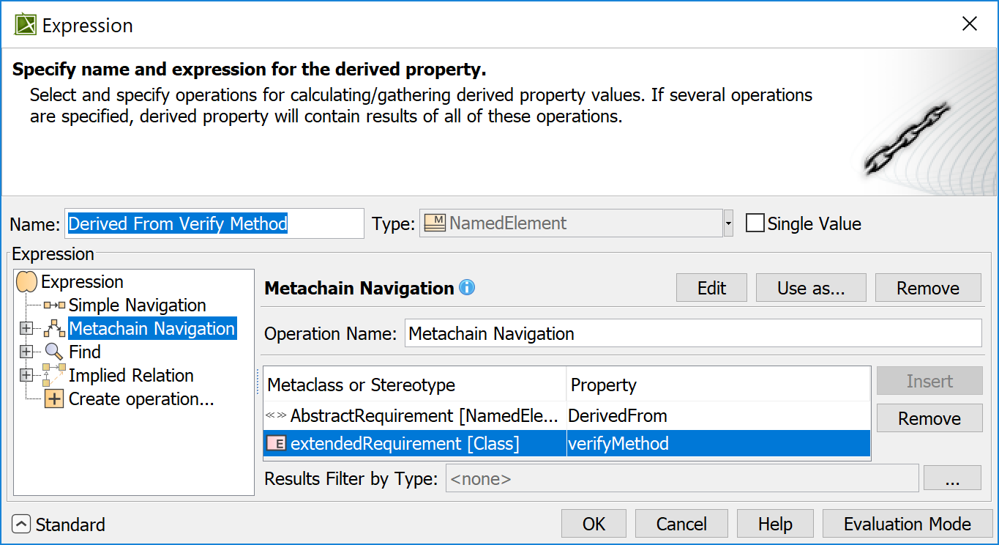 Expression
Specify name and expression for the derived property.
Select and specify operations for calculating/gathering derived property values. If several operations
are specified, derived property will contain results of all of these operations.
Name: Derived From Verify Method Type: M NamedElement Single Value
Expression
Expression
Simple Navigation
Metachain Navigation
Find
Implied Relation
Create operation...
Metachain Navigation i Edit Use as... Remove
Operation Name: Metachain Navigation
Metaclass or Stereotype Property Insert
«» AbstractRequirement [NamedEle... DerivedFrom
Remove
E extendedRequirement [Class] verifyMethod
Results Filter by Type: <none> ...
Standard OK Cancel Help Evaluation Mode